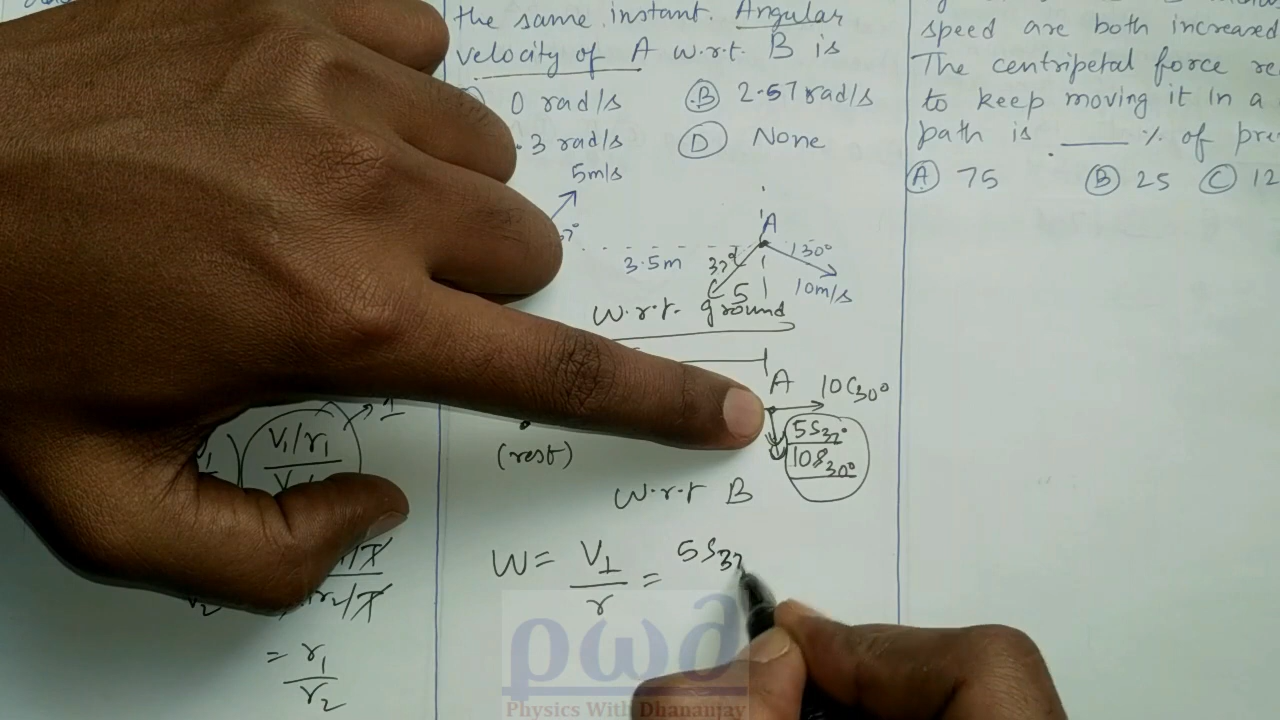 the same instant. Angular
velocity of A w.r.t. B is
0 rad/s (B) 2.57 rad/s
.3 rad/s (D) None
5m/s
A
3.5m 37° 30°
5 10m/s
w.r.t. ground
A 10C30°
5S37°
(rest) 10S30°
w.r.t B
W = V⊥/r = 5S37
speed are both increased
The centripetal force re
to keep moving it in a
path is ____ % of pre
(A) 75 (B) 25 (C) 12
V1/r1
1
= r1/r2
pwd
Physics With Dhananjay